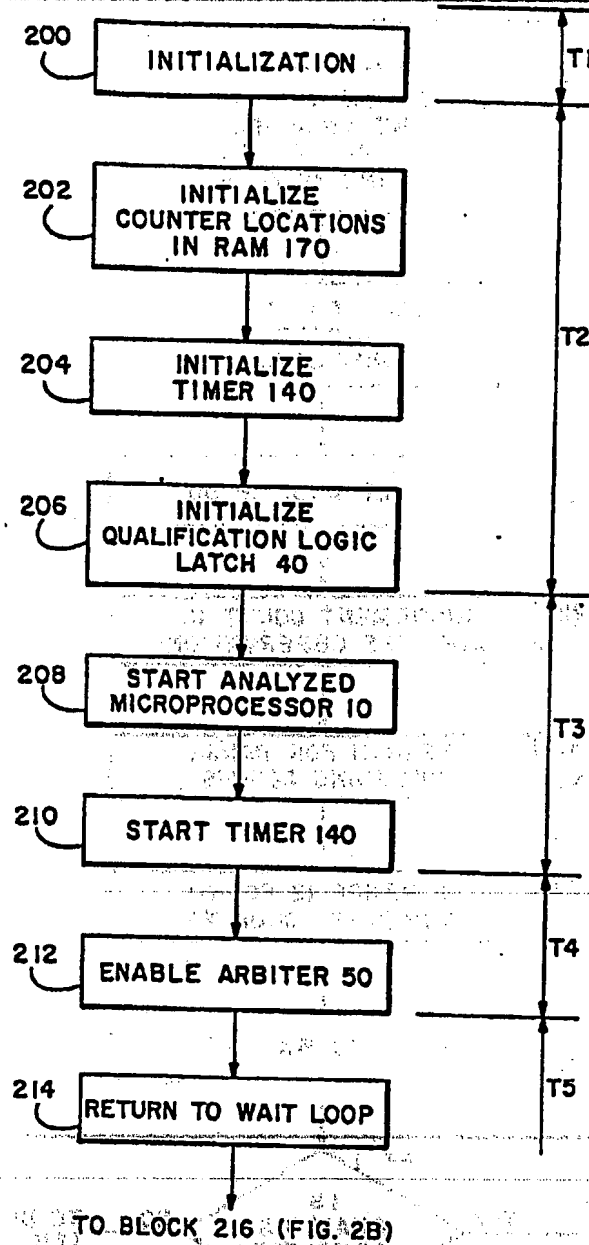 200
INITIALIZATION
T1
202
INITIALIZE
COUNTER LOCATIONS
IN RAM 170
T2
204
INITIALIZE
TIMER 140
206
INITIALIZE
QUALIFICATION LOGIC
LATCH 40
208
START ANALYZED
MICROPROCESSOR 10
T3
210
START TIMER 140
212
ENABLE ARBITER 50
T4
214
RETURN TO WAIT LOOP
T5
TO BLOCK 216 (FIG. 2B)